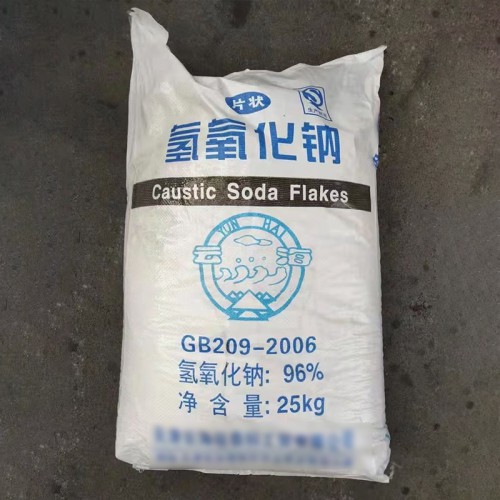 片状
氢氧化钠
Caustic Soda Flakes
YUN HAI
云海
GB209-2006
氢氧化钠: 96%
净含量: 25kg